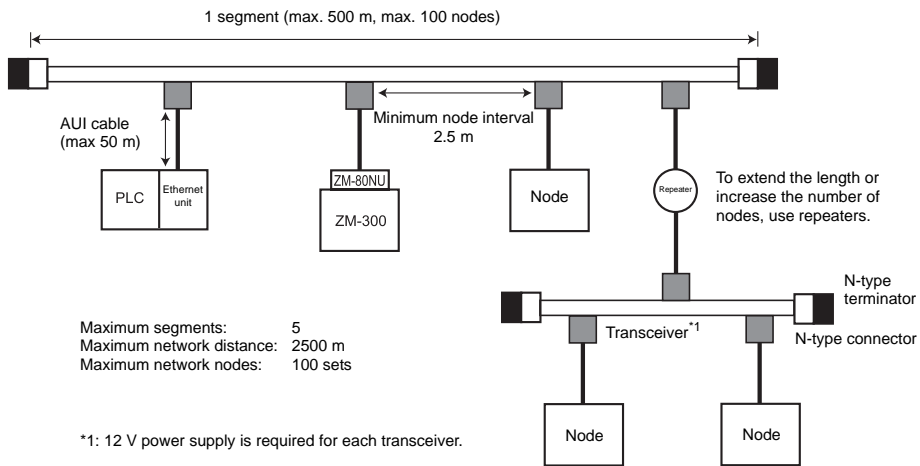 1 segment (max. 500 m, max. 100 nodes)
AUI cable
(max 50 m)
Minimum node interval
2.5 m
PLC
Ethernet
unit
ZM-80NU
ZM-300
Node
Repeater
To extend the length or
increase the number of
nodes, use repeaters.
N-type
terminator
Transceiver*1
N-type connector
Maximum segments: 5
Maximum network distance: 2500 m
Maximum network nodes: 100 sets
Node
Node
*1: 12 V power supply is required for each transceiver.